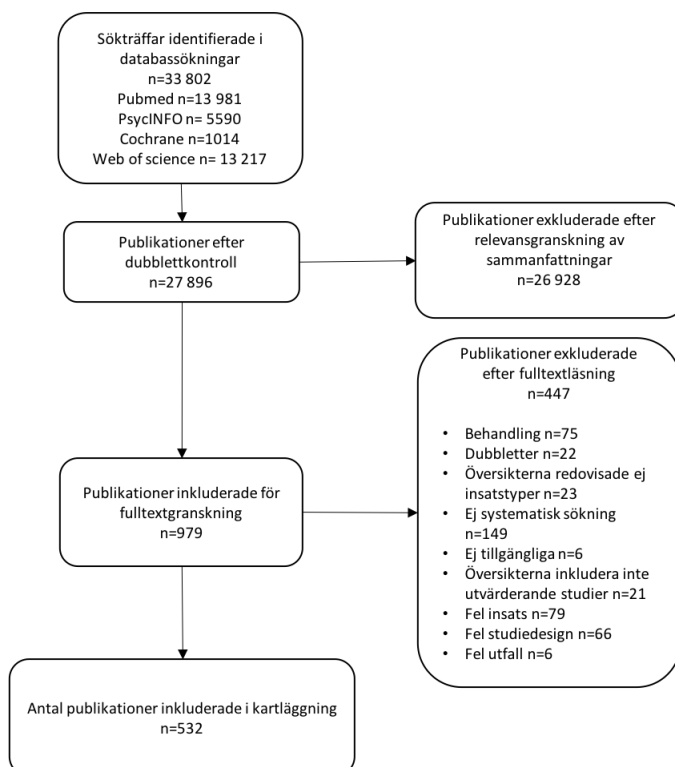 Sökträffar identifierade i
databassökningar
n=33 802
Pubmed n=13 981
PsycINFO n= 5590
Cochrane n=1014
Web of science n= 13 217
Publikationer efter
dubblettkontroll
n=27 896
Publikationer exkluderade efter
relevansgranskning av
sammanfattningar
n=26 928
Publikationer exkluderade
efter fulltextläsning
n=447
• Behandling n=75
• Dubbletter n=22
• Översikterna redovisade ej
insatstyper n=23
• Ej systematisk sökning
n=149
• Ej tillgängliga n=6
• Översikterna inkludera inte
utvärderande studier n=21
• Fel insats n=79
• Fel studiedesign n=66
• Fel utfall n=6
Publikationer inkluderade för
fulltextgranskning
n=979
Antal publikationer inkluderade i kartläggning
n=532